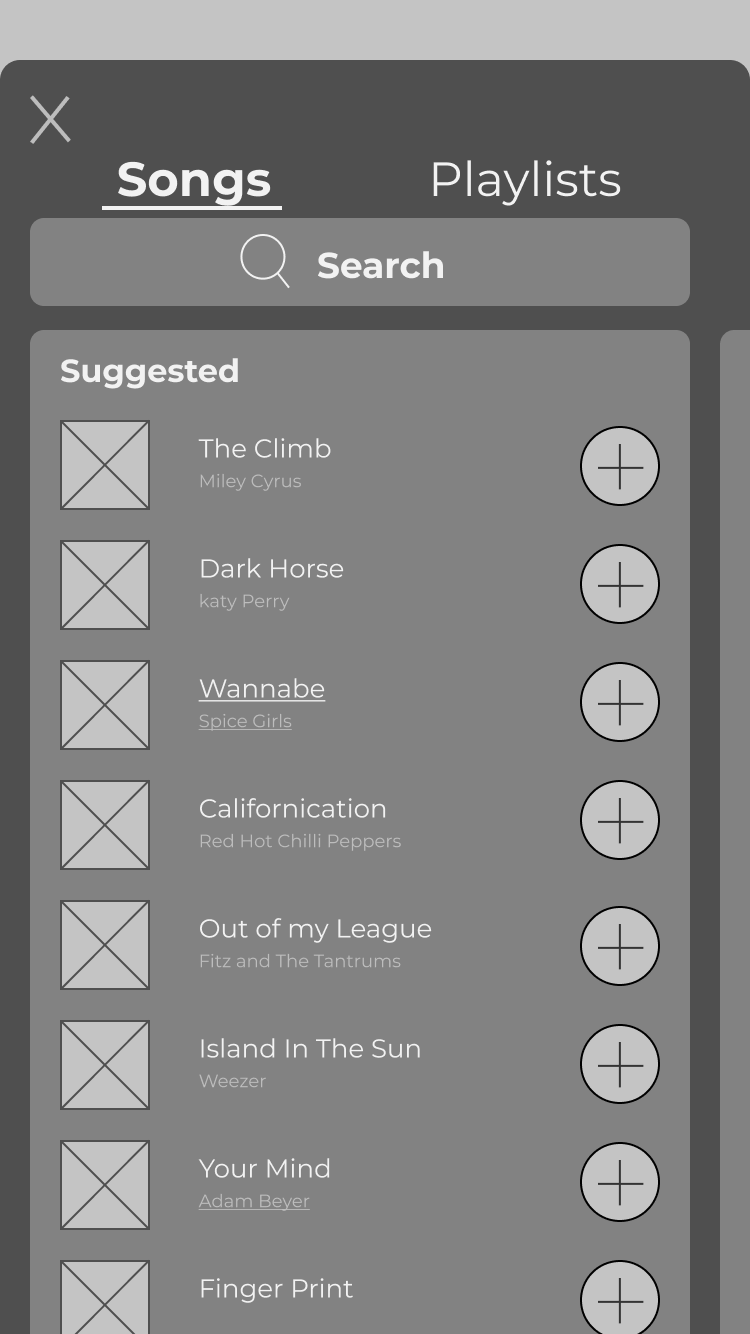 Songs Playlists
Search
Suggested
The Climb
Miley Cyrus
Dark Horse
katy Perry
Wannabe
Spice Girls
Californication
Red Hot Chilli Peppers
Out of my League
Fitz and The Tantrums
Island In The Sun
Weezer
Your Mind
Adam Beyer
Finger Print